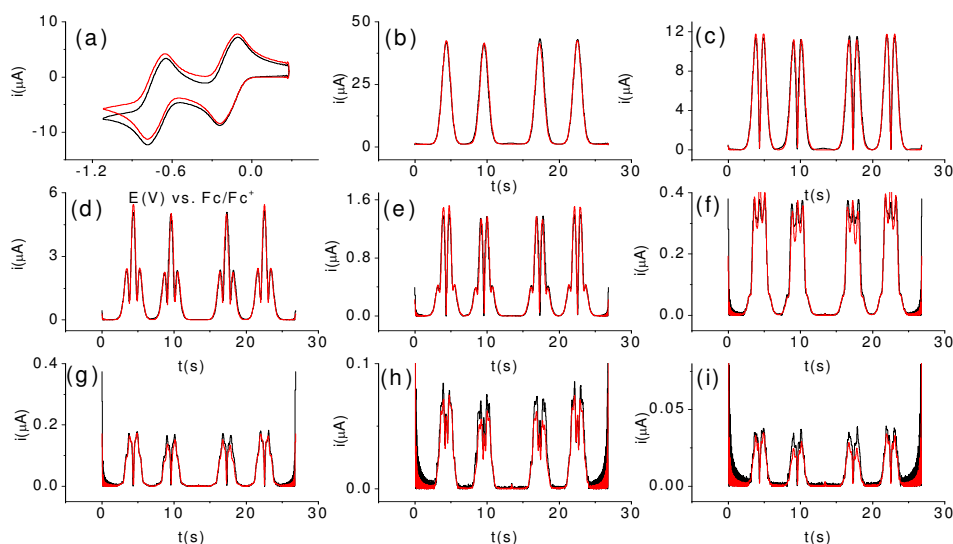 (a)
i(μA)
10
0
-10
-1.2
-0.6
0.0
E(V) vs. Fc/Fc⁺
(b)
i(μA)
50
25
0
0
10
20
30
t(s)
(c)
i(μA)
12
8
4
0
0
10
20
30
t(s)
(d)
i(μA)
6
3
0
0
10
20
30
t(s)
(e)
i(μA)
1.6
0.8
0.0
0
10
20
30
t(s)
(f)
i(μA)
0.4
0.2
0.0
0
10
20
30
t(s)
(g)
i(μA)
0.4
0.2
0.0
0
10
20
30
t(s)
(h)
i(μA)
0.1
0.0
0
10
20
30
t(s)
(i)
i(μA)
0.05
0.00
0
10
20
30
t(s)